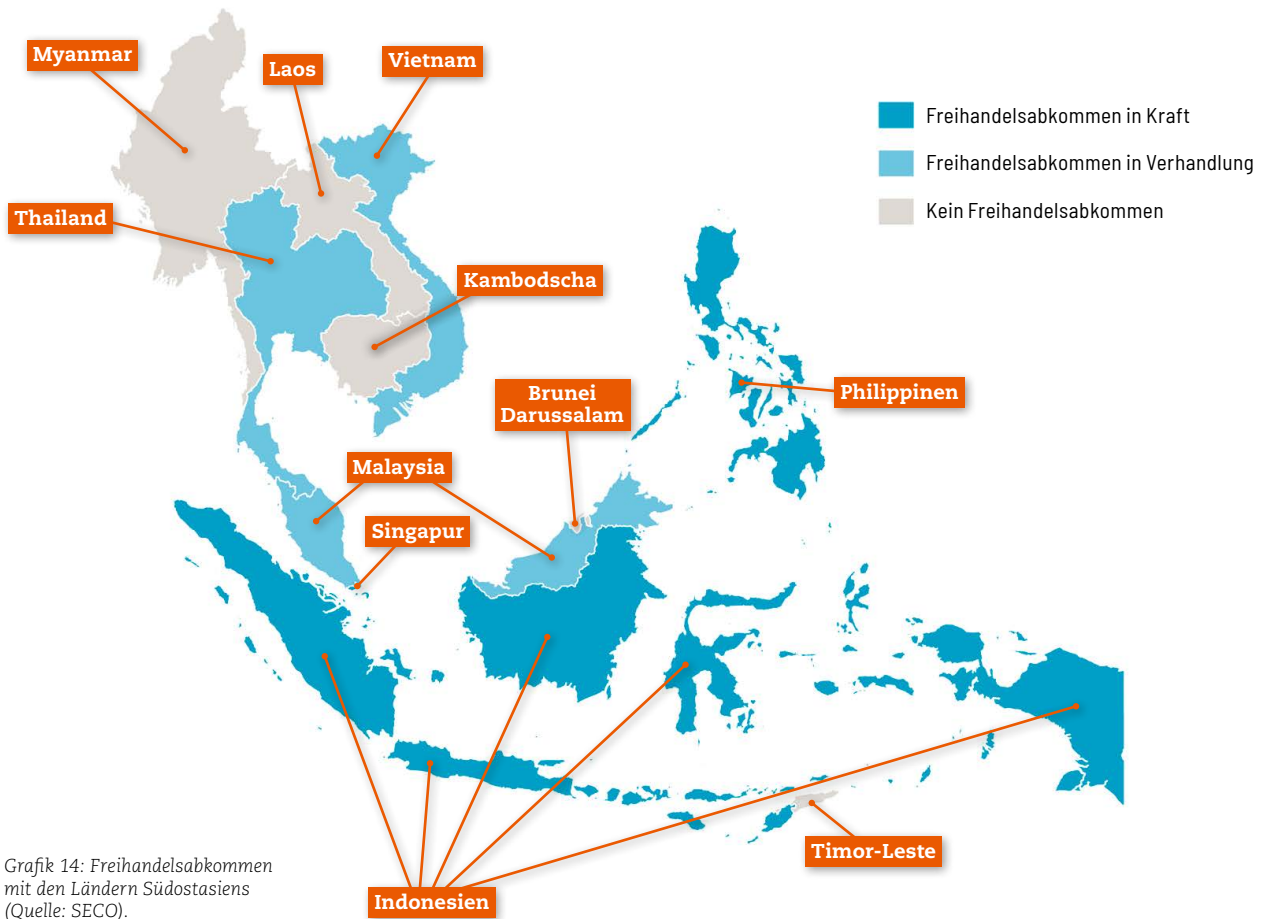 Myanmar
Laos
Vietnam
Freihandelsabkommen in Kraft
Freihandelsabkommen in Verhandlung
Kein Freihandelsabkommen
Thailand
Kambodscha
Brunei
Darussalam
Philippinen
Malaysia
Singapur
Timor-Leste
Indonesien
Grafik 14: Freihandelsabkommen
mit den Ländern Südostasiens
(Quelle: SECO).